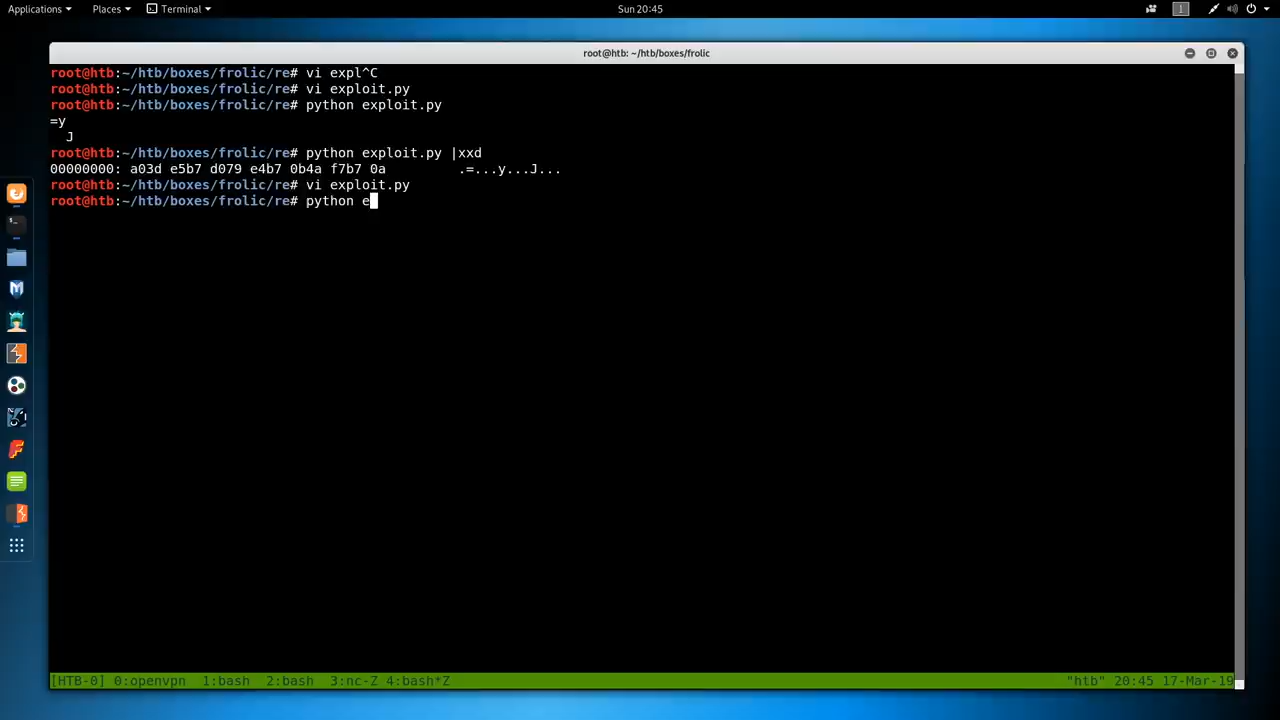 Applications Places Terminal Sun 20:45 1
root@htb: ~/htb/boxes/frolic
root@htb:~/htb/boxes/frolic/re# vi expl^C
root@htb:~/htb/boxes/frolic/re# vi exploit.py
root@htb:~/htb/boxes/frolic/re# python exploit.py
=y
J
root@htb:~/htb/boxes/frolic/re# python exploit.py |xxd
00000000: a03d e5b7 d079 e4b7 0b4a f7b7 0a .=...y...J...
root@htb:~/htb/boxes/frolic/re# vi exploit.py
root@htb:~/htb/boxes/frolic/re# python e
[HTB-0] 0:openvpn 1:bash 2:bash 3:nc-Z 4:bash*Z "htb" 20:45 17-Mar-19